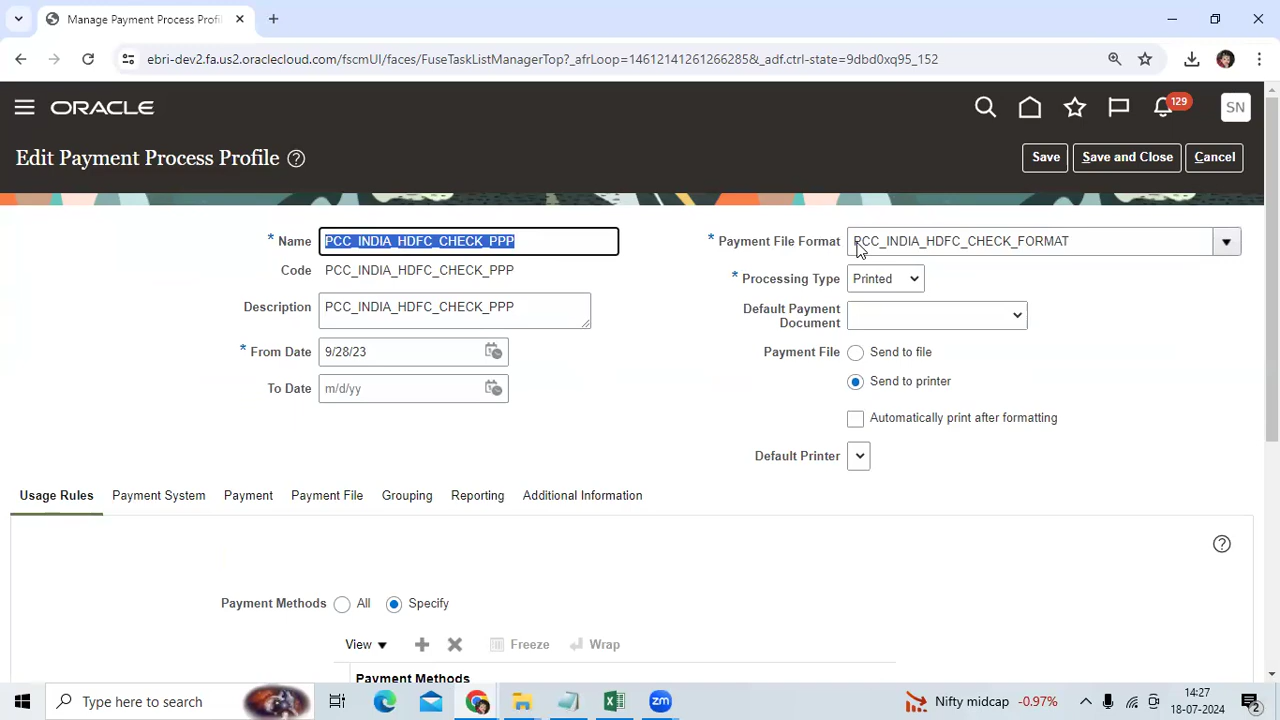 Manage Payment Process Profi
ebri-dev2.fa.us2.oraclecloud.com/fscmUI/faces/FuseTaskListManagerTop?_afrLoop=14612141261266285&_adf.ctrl-state=9dbd0xq95_152
ORACLE
129
SN
Edit Payment Process Profile ?
Save
Save and Close
Cancel
* Name PCC_INDIA_HDFC_CHECK_PPP
Code PCC_INDIA_HDFC_CHECK_PPP
Description PCC_INDIA_HDFC_CHECK_PPP
* From Date 9/28/23
To Date m/d/yy
* Payment File Format PCC_INDIA_HDFC_CHECK_FORMAT
* Processing Type Printed
Default Payment
Document
Payment File Send to file
Send to printer
Automatically print after formatting
Default Printer
Usage Rules Payment System Payment Payment File Grouping Reporting Additional Information
?
Payment Methods All Specify
View Freeze Wrap
Payment Methods
Type here to search
zm
Nifty midcap -0.97%
14:27
18-07-2024
2